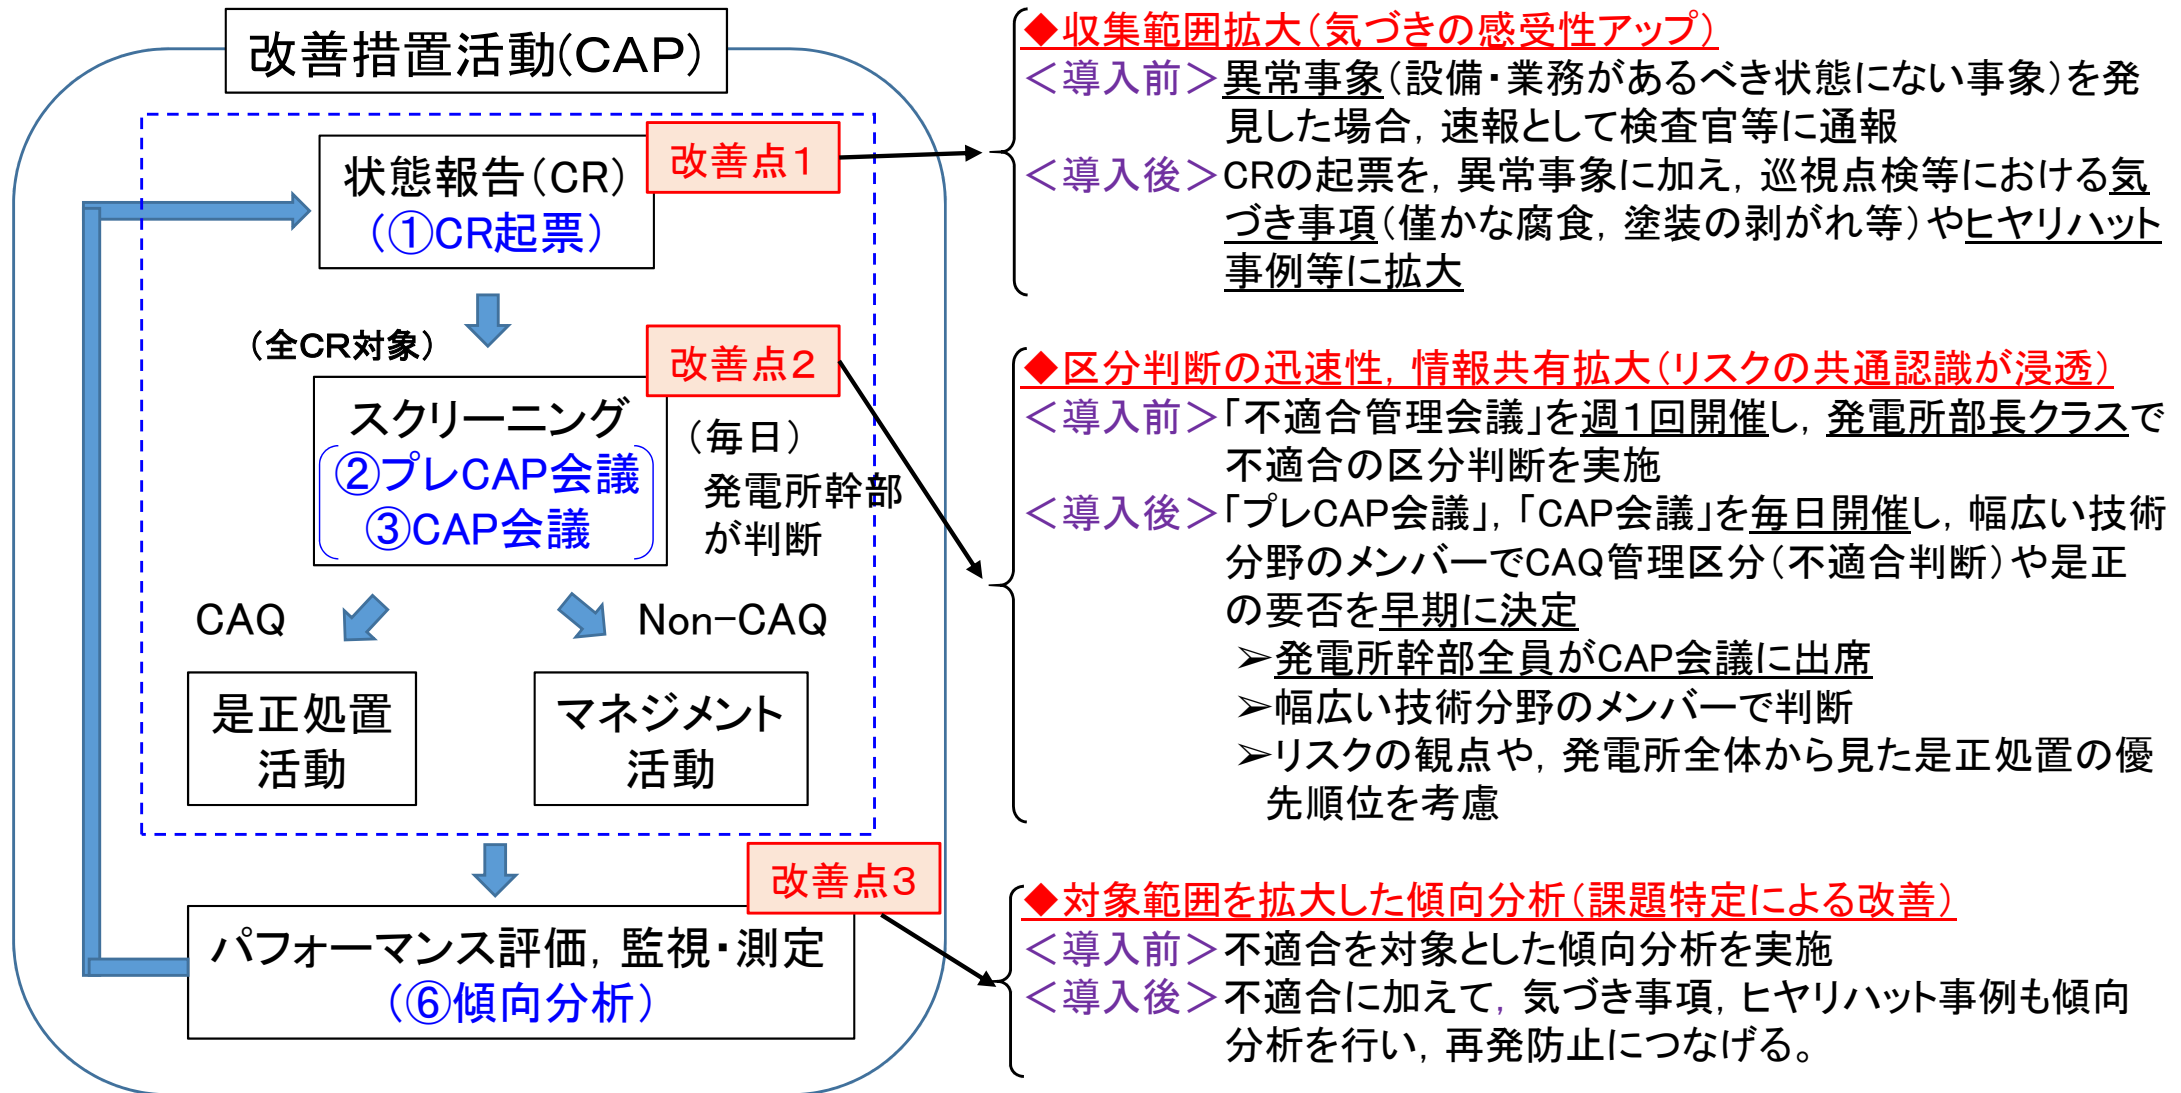 改善措置活動(CAP)
状態報告(CR)
(①CR起票)
改善点1
(全CR対象)
改善点2
スクリーニング
②プレCAP会議
③CAP会議
(毎日)
発電所幹部
が判断
CAQ
Non-CAQ
是正処置
活動
マネジメント
活動
改善点3
パフォーマンス評価, 監視・測定
(⑥傾向分析)
◆収集範囲拡大(気づきの感受性アップ)
<導入前>異常事象(設備・業務があるべき状態にない事象)を発
見した場合, 速報として検査官等に通報
<導入後>CRの起票を, 異常事象に加え, 巡視点検等における気
づき事項(僅かな腐食, 塗装の剥がれ等)やヒヤリハット
事例等に拡大
◆区分判断の迅速性, 情報共有拡大(リスクの共通認識が浸透)
<導入前>「不適合管理会議」を週1回開催し, 発電所部長クラスで
不適合の区分判断を実施
<導入後>「プレCAP会議」, 「CAP会議」を毎日開催し, 幅広い技術
分野のメンバーでCAQ管理区分(不適合判断)や是正
の要否を早期に決定
➢発電所幹部全員がCAP会議に出席
➢幅広い技術分野のメンバーで判断
➢リスクの観点や, 発電所全体から見た是正処置の優
先順位を考慮
◆対象範囲を拡大した傾向分析(課題特定による改善)
<導入前>不適合を対象とした傾向分析を実施
<導入後>不適合に加えて, 気づき事項, ヒヤリハット事例も傾向
分析を行い, 再発防止につなげる。